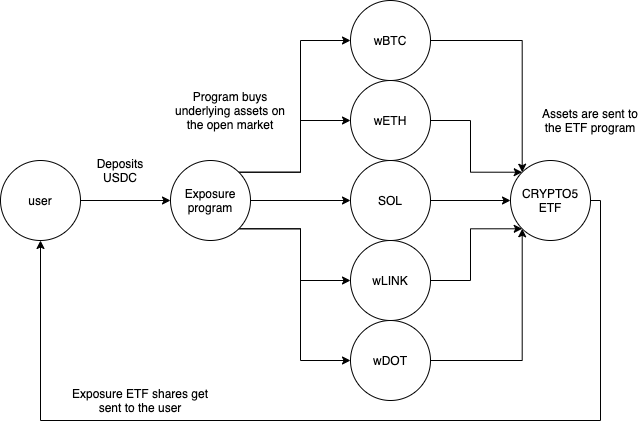 wBTC
Program buys
underlying assets on
the open market
wETH
Assets are sent to
the ETF program
Deposits
USDC
user
Exposure
program
SOL
CRYPTO5
ETF
wLINK
wDOT
Exposure ETF shares get
sent to the user